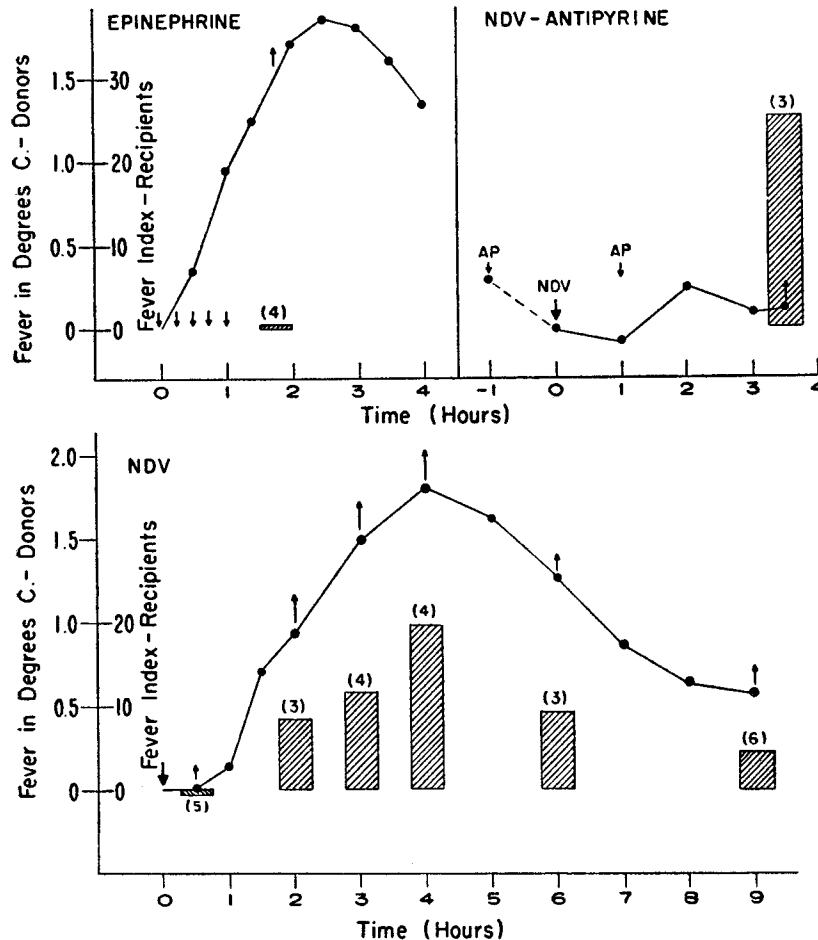 EPINEPHRINE
NDV - ANTIPYRINE
Fever in Degrees C.- Donors
Fever Index-Recipients
1.5
1.0
0.5
0
30
20
10
0
(4)
(3)
AP
NDV
AP
0 1 2 3 4
-1 0 1 2 3 4
Time (Hours)
NDV
Fever in Degrees C.- Donors
Fever Index-Recipients
2.0
1.5
1.0
0.5
0
20
10
0
(5)
(3)
(4)
(4)
(3)
(6)
0 1 2 3 4 5 6 7 8 9
Time (Hours)